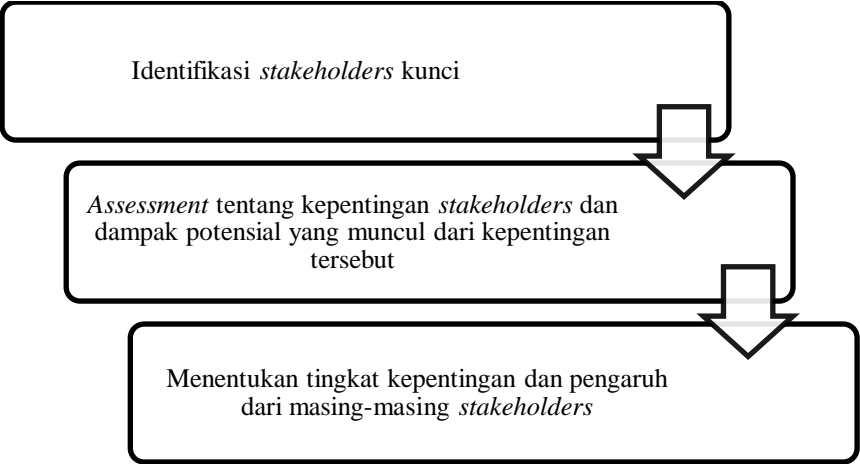 Identifikasi stakeholders kunci
Assessment tentang kepentingan stakeholders dan
dampak potensial yang muncul dari kepentingan
tersebut
Menentukan tingkat kepentingan dan pengaruh
dari masing-masing stakeholders